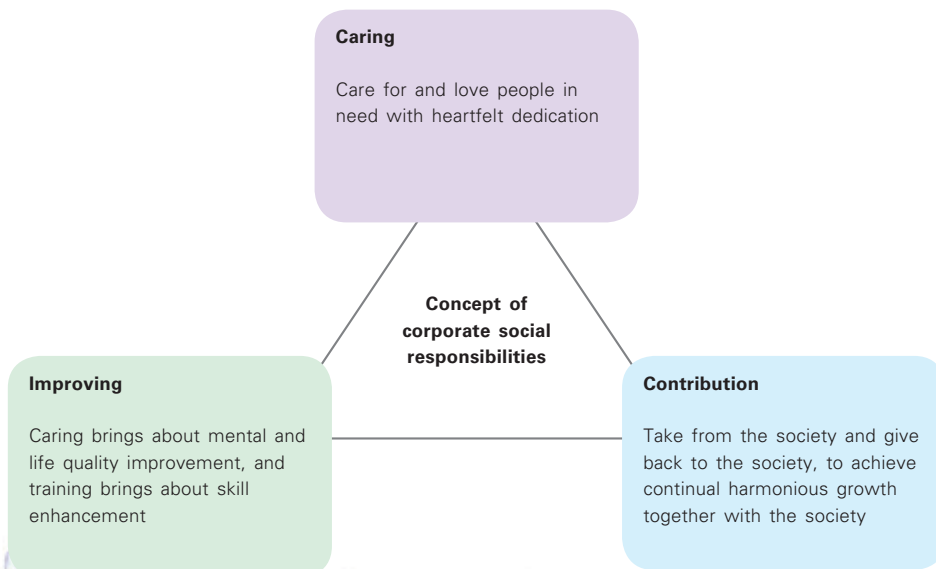 Caring
Care for and love people in
need with heartfelt dedication
Concept of
corporate social
responsibilities
Improving
Caring brings about mental and
life quality improvement, and
training brings about skill
enhancement
Contribution
Take from the society and give
back to the society, to achieve
continual harmonious growth
together with the society